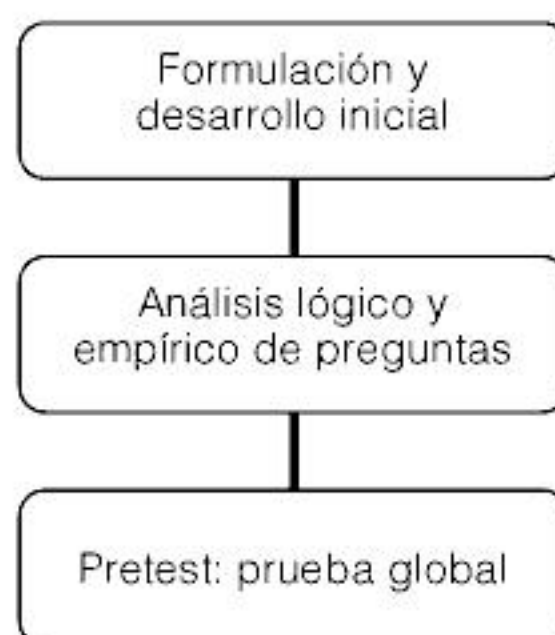 Formulación y
desarrollo inicial
Análisis lógico y
empírico de preguntas
Pretest: prueba global